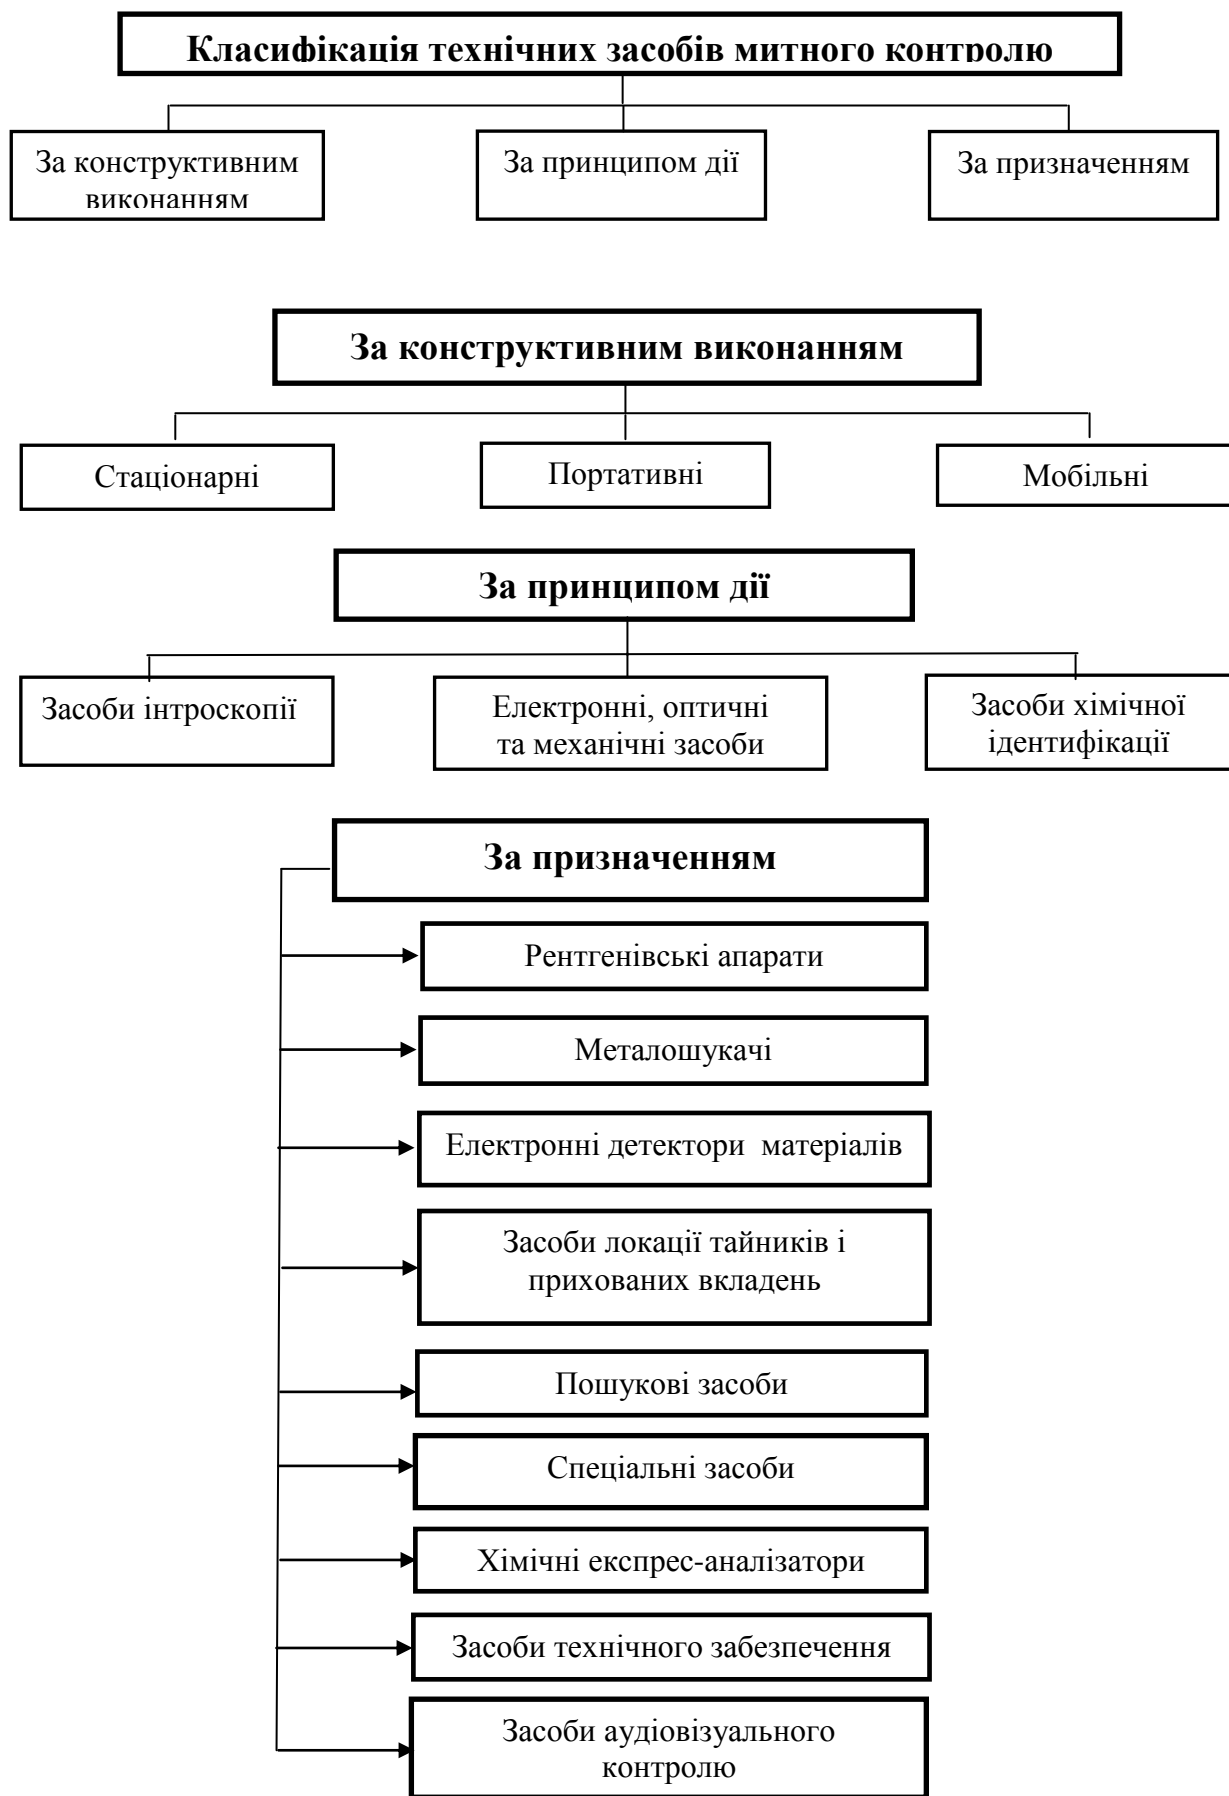 Класифікація технічних засобів митного контролю
За конструктивним
виконанням
За принципом дії
За призначенням
За конструктивним виконанням
Стаціонарні
Портативні
Мобільні
За принципом дії
Засоби інтроскопії
Електронні, оптичні
та механічні засоби
Засоби хімічної
ідентифікації
За призначенням
Рентгенівські апарати
Металошукачі
Електронні детектори  матеріалів
Засоби локації тайників і
прихованих вкладень
Пошукові засоби
Спеціальні засоби
Хімічні експрес-аналізатори
Засоби технічного забезпечення
Засоби аудіовізуального
контролю